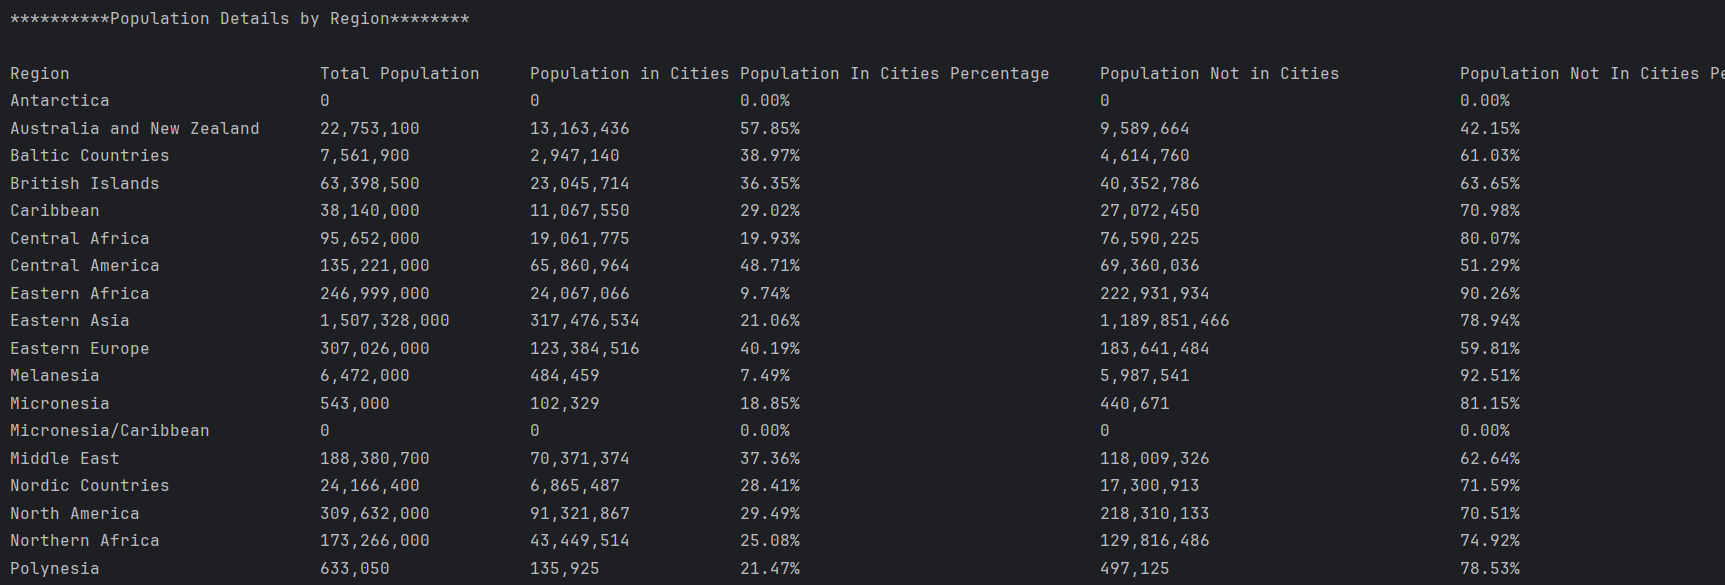 **********Population Details by Region********
Region Total Population Population in Cities Population In Cities Percentage Population Not in Cities Population Not In Cities Pe
Antarctica 0 0 0.00% 0 0.00%
Australia and New Zealand 22,753,100 13,163,436 57.85% 9,589,664 42.15%
Baltic Countries 7,561,900 2,947,140 38.97% 4,614,760 61.03%
British Islands 63,398,500 23,045,714 36.35% 40,352,786 63.65%
Caribbean 38,140,000 11,067,550 29.02% 27,072,450 70.98%
Central Africa 95,652,000 19,061,775 19.93% 76,590,225 80.07%
Central America 135,221,000 65,860,964 48.71% 69,360,036 51.29%
Eastern Africa 246,999,000 24,067,066 9.74% 222,931,934 90.26%
Eastern Asia 1,507,328,000 317,476,534 21.06% 1,189,851,466 78.94%
Eastern Europe 307,026,000 123,384,516 40.19% 183,641,484 59.81%
Melanesia 6,472,000 484,459 7.49% 5,987,541 92.51%
Micronesia 543,000 102,329 18.85% 440,671 81.15%
Micronesia/Caribbean 0 0 0.00% 0 0.00%
Middle East 188,380,700 70,371,374 37.36% 118,009,326 62.64%
Nordic Countries 24,166,400 6,865,487 28.41% 17,300,913 71.59%
North America 309,632,000 91,321,867 29.49% 218,310,133 70.51%
Northern Africa 173,266,000 43,449,514 25.08% 129,816,486 74.92%
Polynesia 633,050 135,925 21.47% 497,125 78.53%